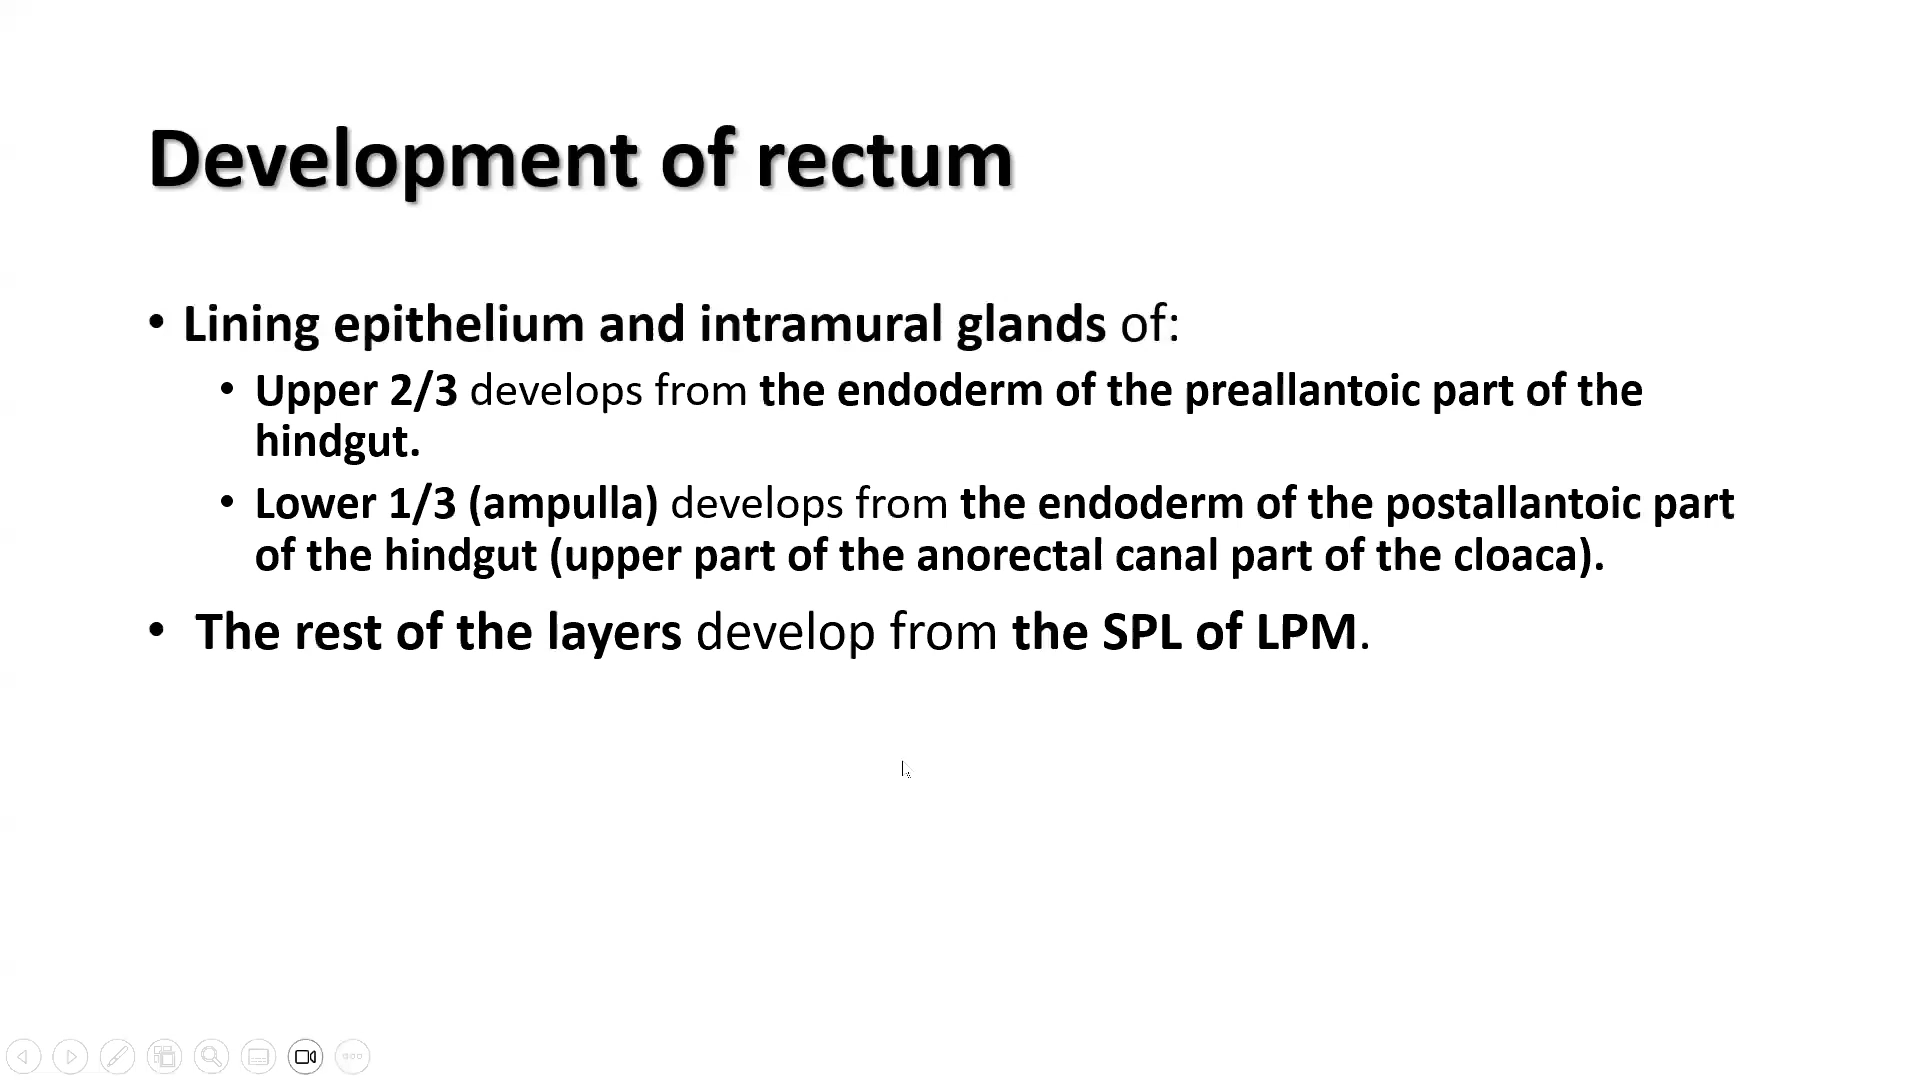 Development of rectum
• Lining epithelium and intramural glands of:
• Upper 2/3 develops from the endoderm of the preallantoic part of the
hindgut.
• Lower 1/3 (ampulla) develops from the endoderm of the postallantoic part
of the hindgut (upper part of the anorectal canal part of the cloaca).
• The rest of the layers develop from the SPL of LPM.